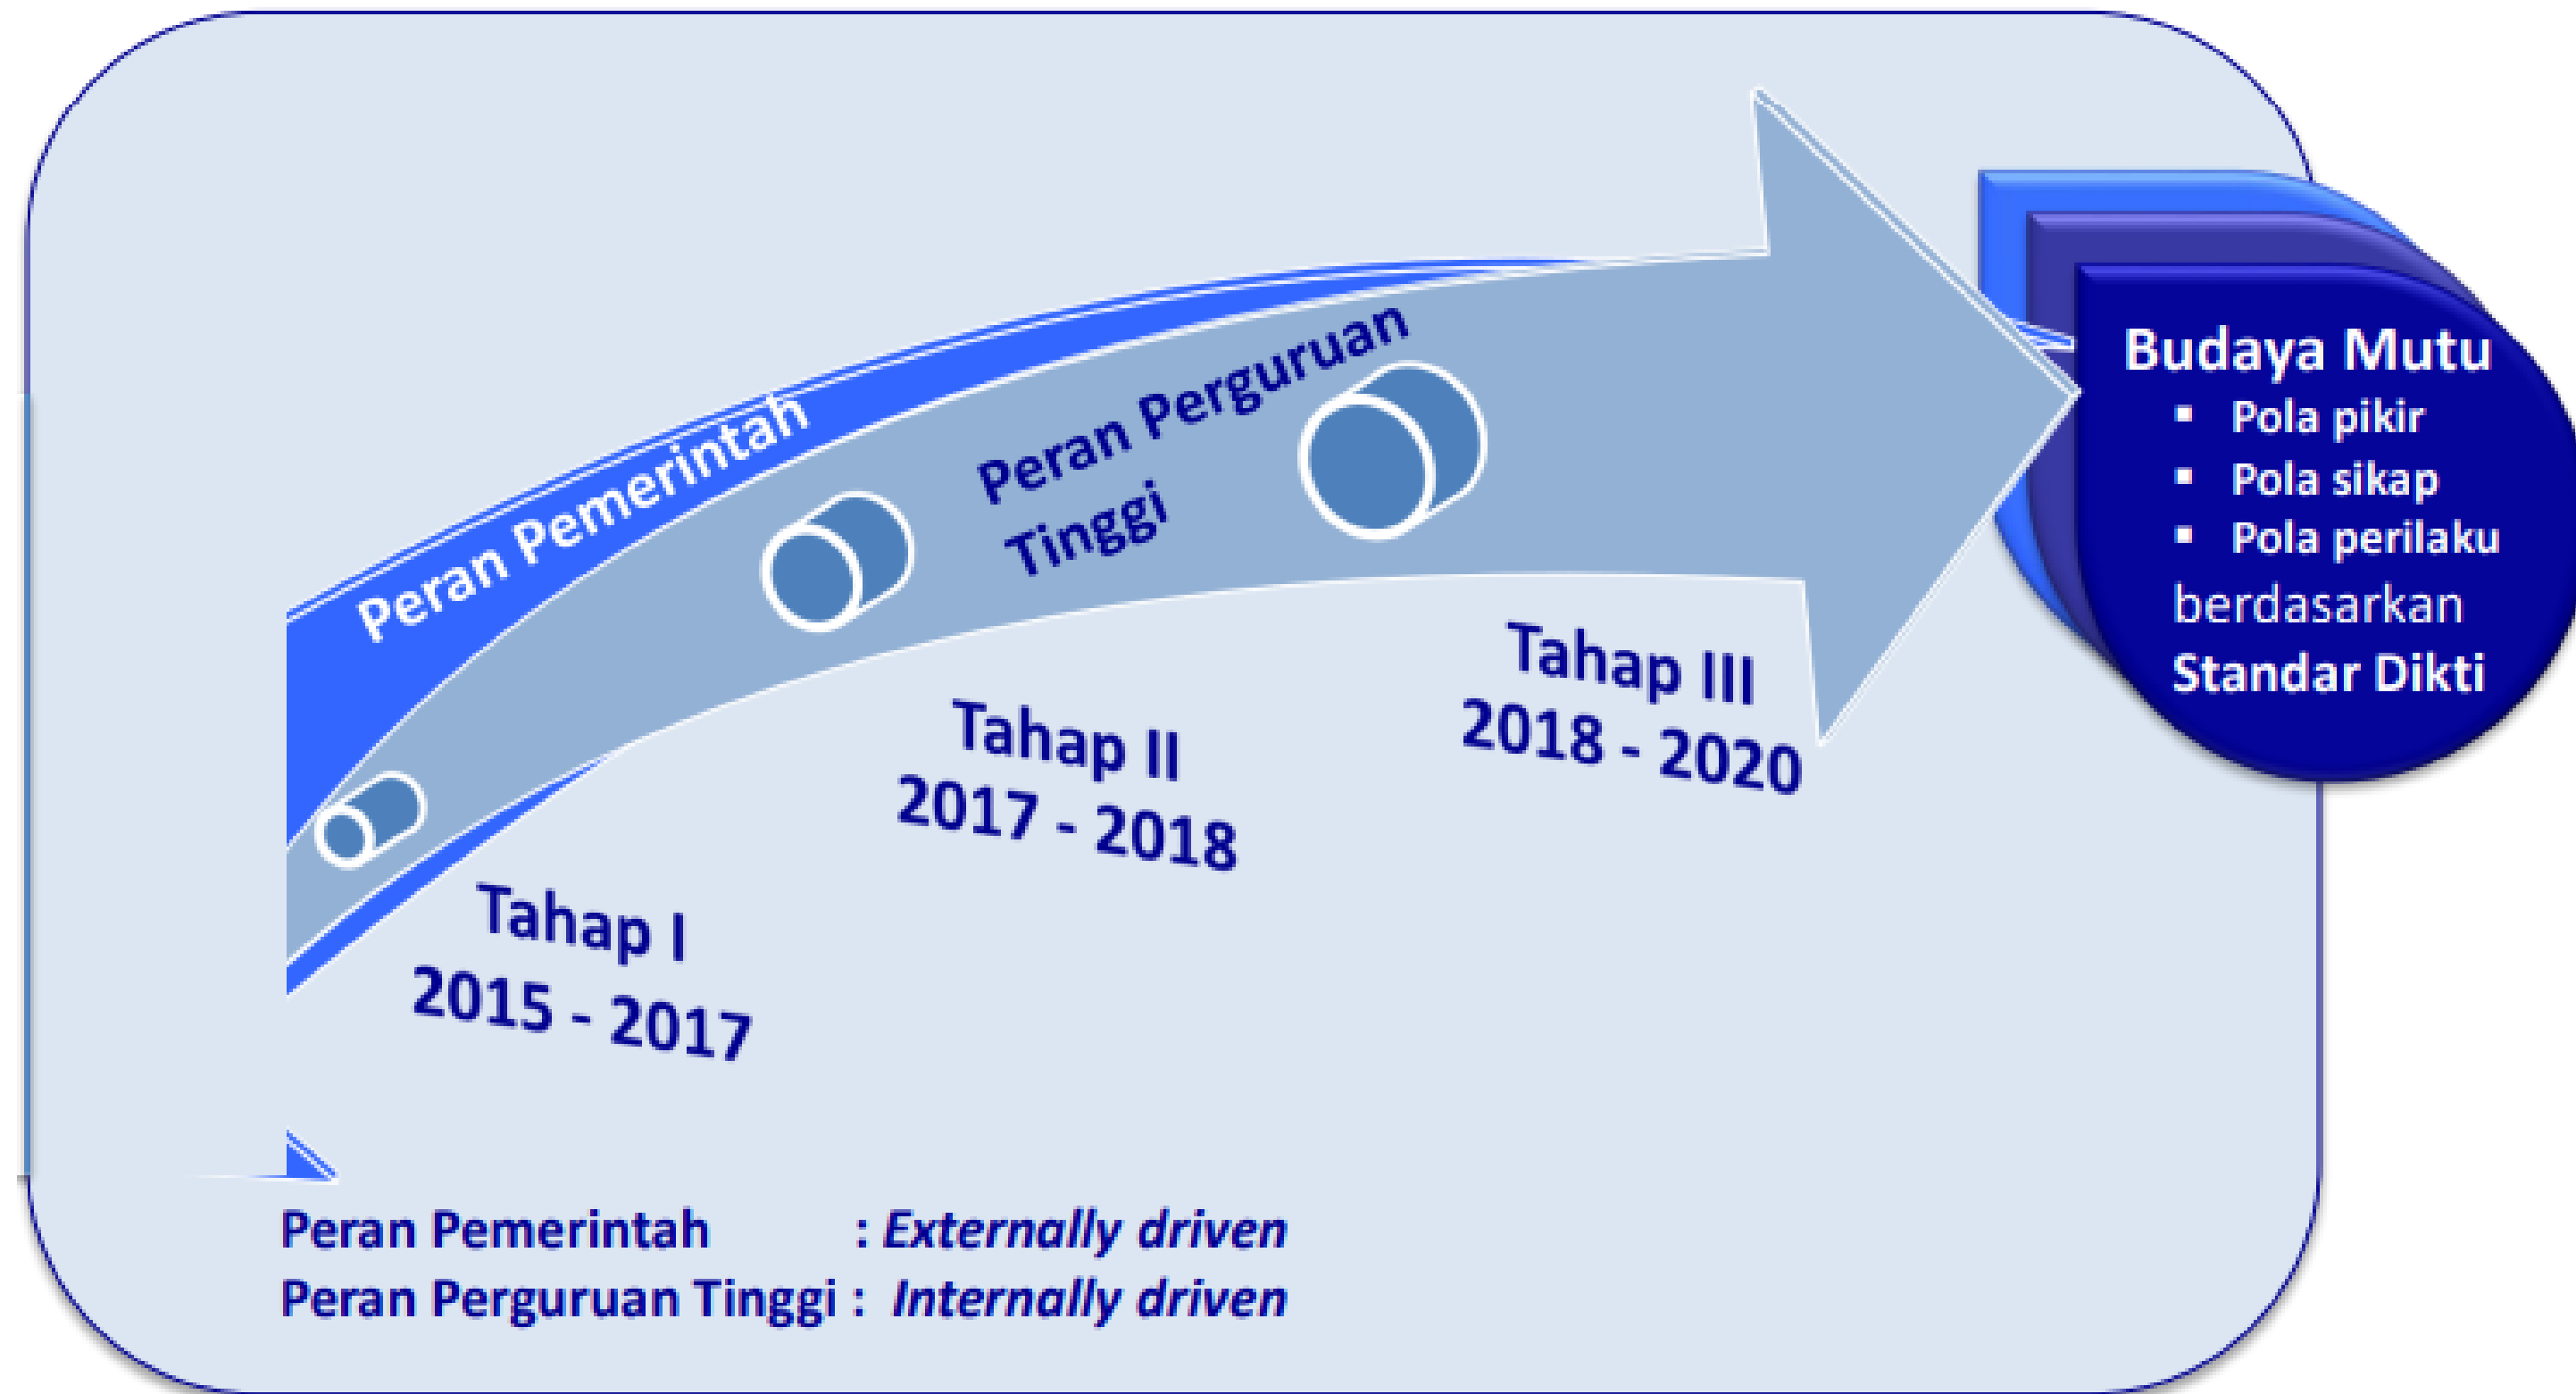 Peran Pemerintah
Peran Perguruan
Tinggi
Tahap I
2015 - 2017
Tahap II
2017 - 2018
Tahap III
2018 - 2020
Budaya Mutu
▪ Pola pikir
▪ Pola sikap
▪ Pola perilaku
berdasarkan
Standar Dikti
Peran Pemerintah : Externally driven
Peran Perguruan Tinggi : Internally driven